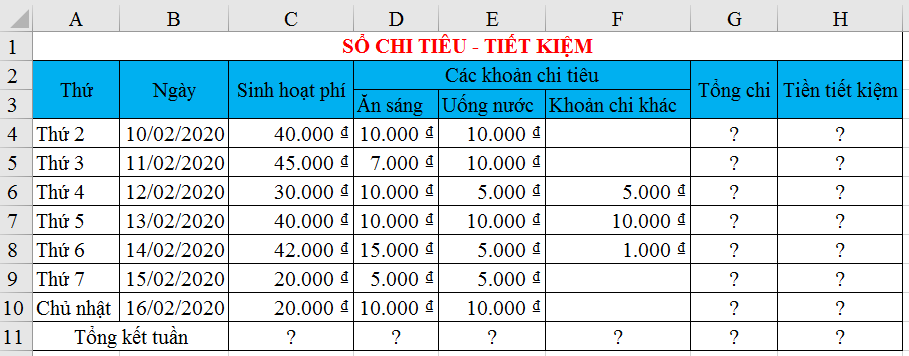 A B C D E F G H
1 SỔ CHI TIÊU - TIẾT KIỆM
2 Thứ Ngày Sinh hoạt phí Các khoản chi tiêu Tổng chi Tiền tiết kiệm
3 Ăn sáng Uống nước Khoản chi khác
4 Thứ 2 10/02/2020 40.000 ₫ 10.000 ₫ 10.000 ₫ ? ?
5 Thứ 3 11/02/2020 45.000 ₫ 7.000 ₫ 10.000 ₫ ? ?
6 Thứ 4 12/02/2020 30.000 ₫ 10.000 ₫ 5.000 ₫ 5.000 ₫ ? ?
7 Thứ 5 13/02/2020 40.000 ₫ 10.000 ₫ 10.000 ₫ 10.000 ₫ ? ?
8 Thứ 6 14/02/2020 42.000 ₫ 15.000 ₫ 5.000 ₫ 1.000 ₫ ? ?
9 Thứ 7 15/02/2020 20.000 ₫ 5.000 ₫ 5.000 ₫ ? ?
10 Chủ nhật 16/02/2020 20.000 ₫ 10.000 ₫ 10.000 ₫ ? ?
11 Tổng kết tuần ? ? ? ? ? ?